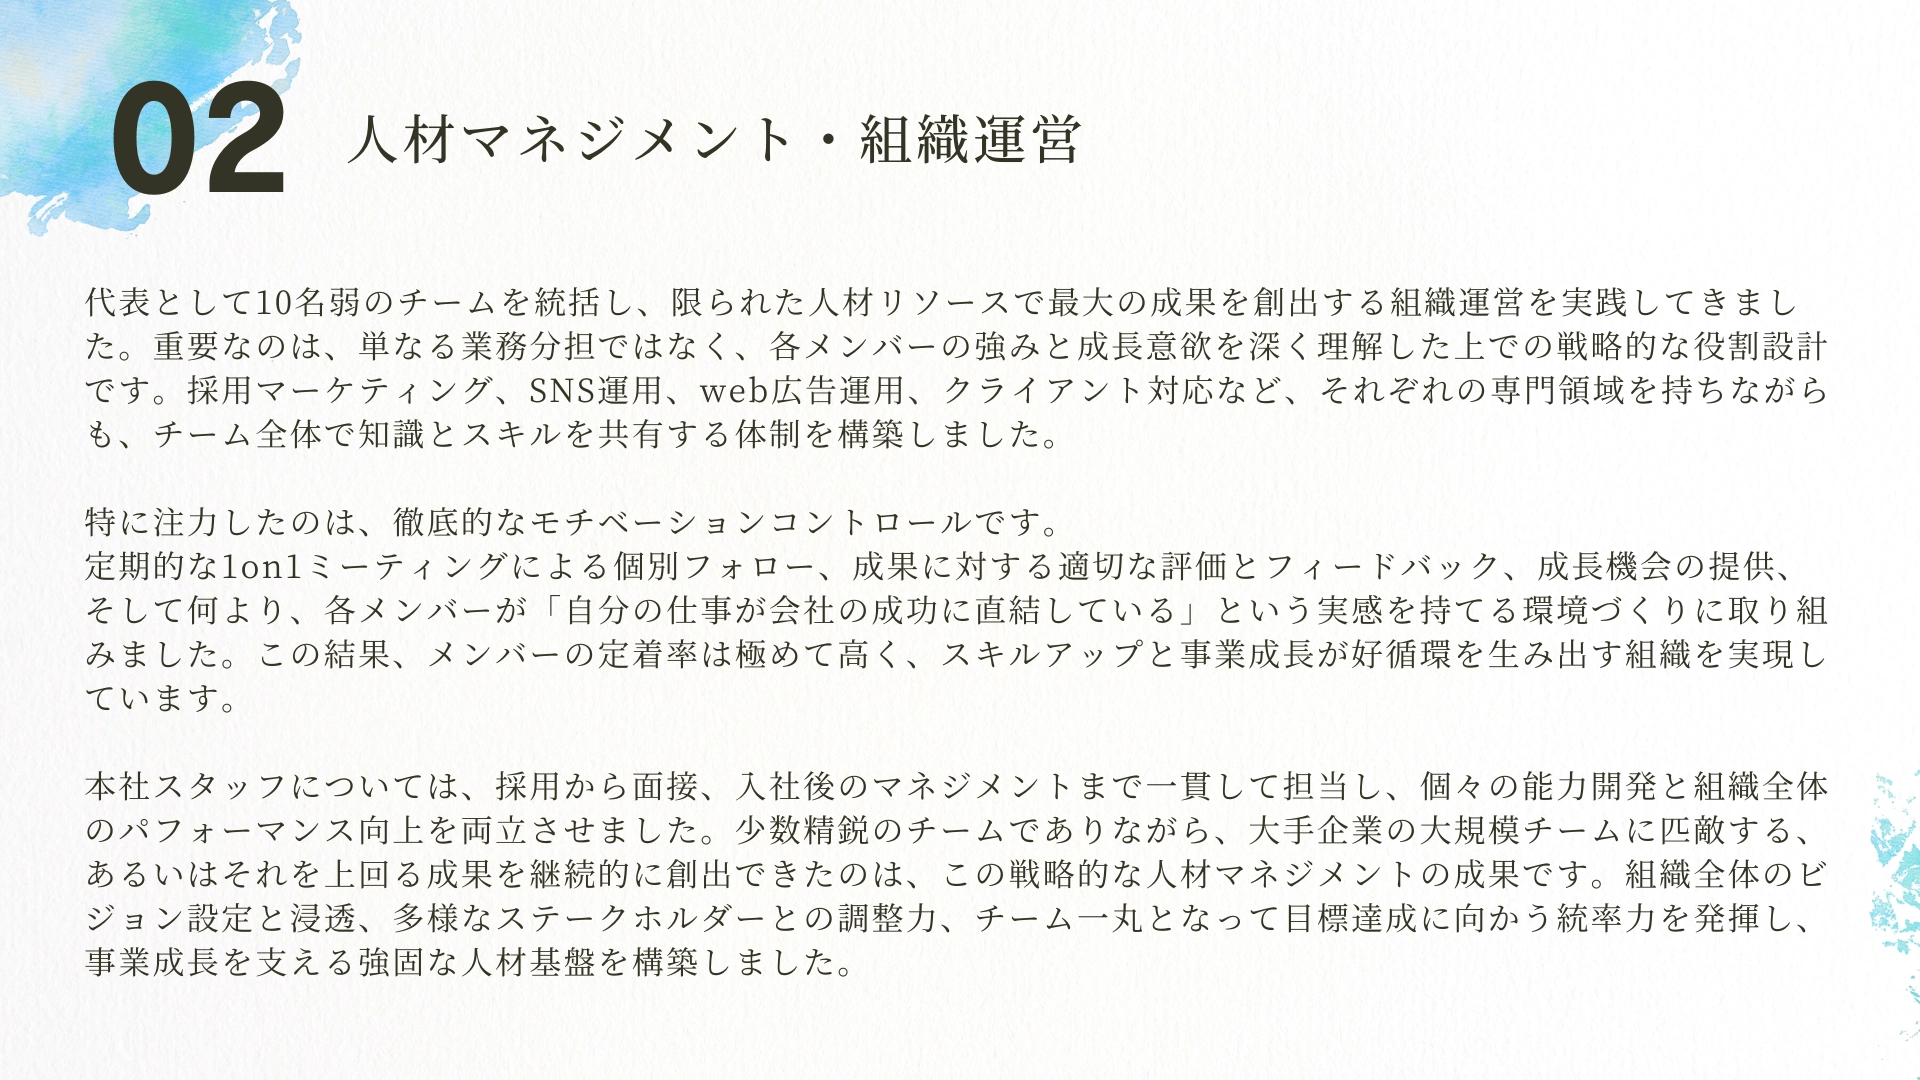 02 人材マネジメント・組織運営
代表として10名弱のチームを統括し、限られた人材リソースで最大の成果を創出する組織運営を実践してきまし
た。重要なのは、単なる業務分担ではなく、各メンバーの強みと成長意欲を深く理解した上での戦略的な役割設計
です。採用マーケティング、SNS運用、web広告運用、クライアント対応など、それぞれの専門領域を持ちながら
も、チーム全体で知識とスキルを共有する体制を構築しました。
特に注力したのは、徹底的なモチベーションコントロールです。
定期的な1on1ミーティングによる個別フォロー、成果に対する適切な評価とフィードバック、成長機会の提供、
そして何より、各メンバーが「自分の仕事が会社の成功に直結している」という実感を持てる環境づくりに取り組
みました。この結果、メンバーの定着率は極めて高く、スキルアップと事業成長が好循環を生み出す組織を実現し
ています。
本社スタッフについては、採用から面接、入社後のマネジメントまで一貫して担当し、個々の能力開発と組織全体
のパフォーマンス向上を両立させました。少数精鋭のチームでありながら、大手企業の大規模チームに匹敵する、
あるいはそれを上回る成果を継続的に創出できたのは、この戦略的な人材マネジメントの成果です。組織全体のビ
ジョン設定と浸透、多様なステークホルダーとの調整力、チーム一丸となって目標達成に向かう統率力を発揮し、
事業成長を支える強固な人材基盤を構築しました。